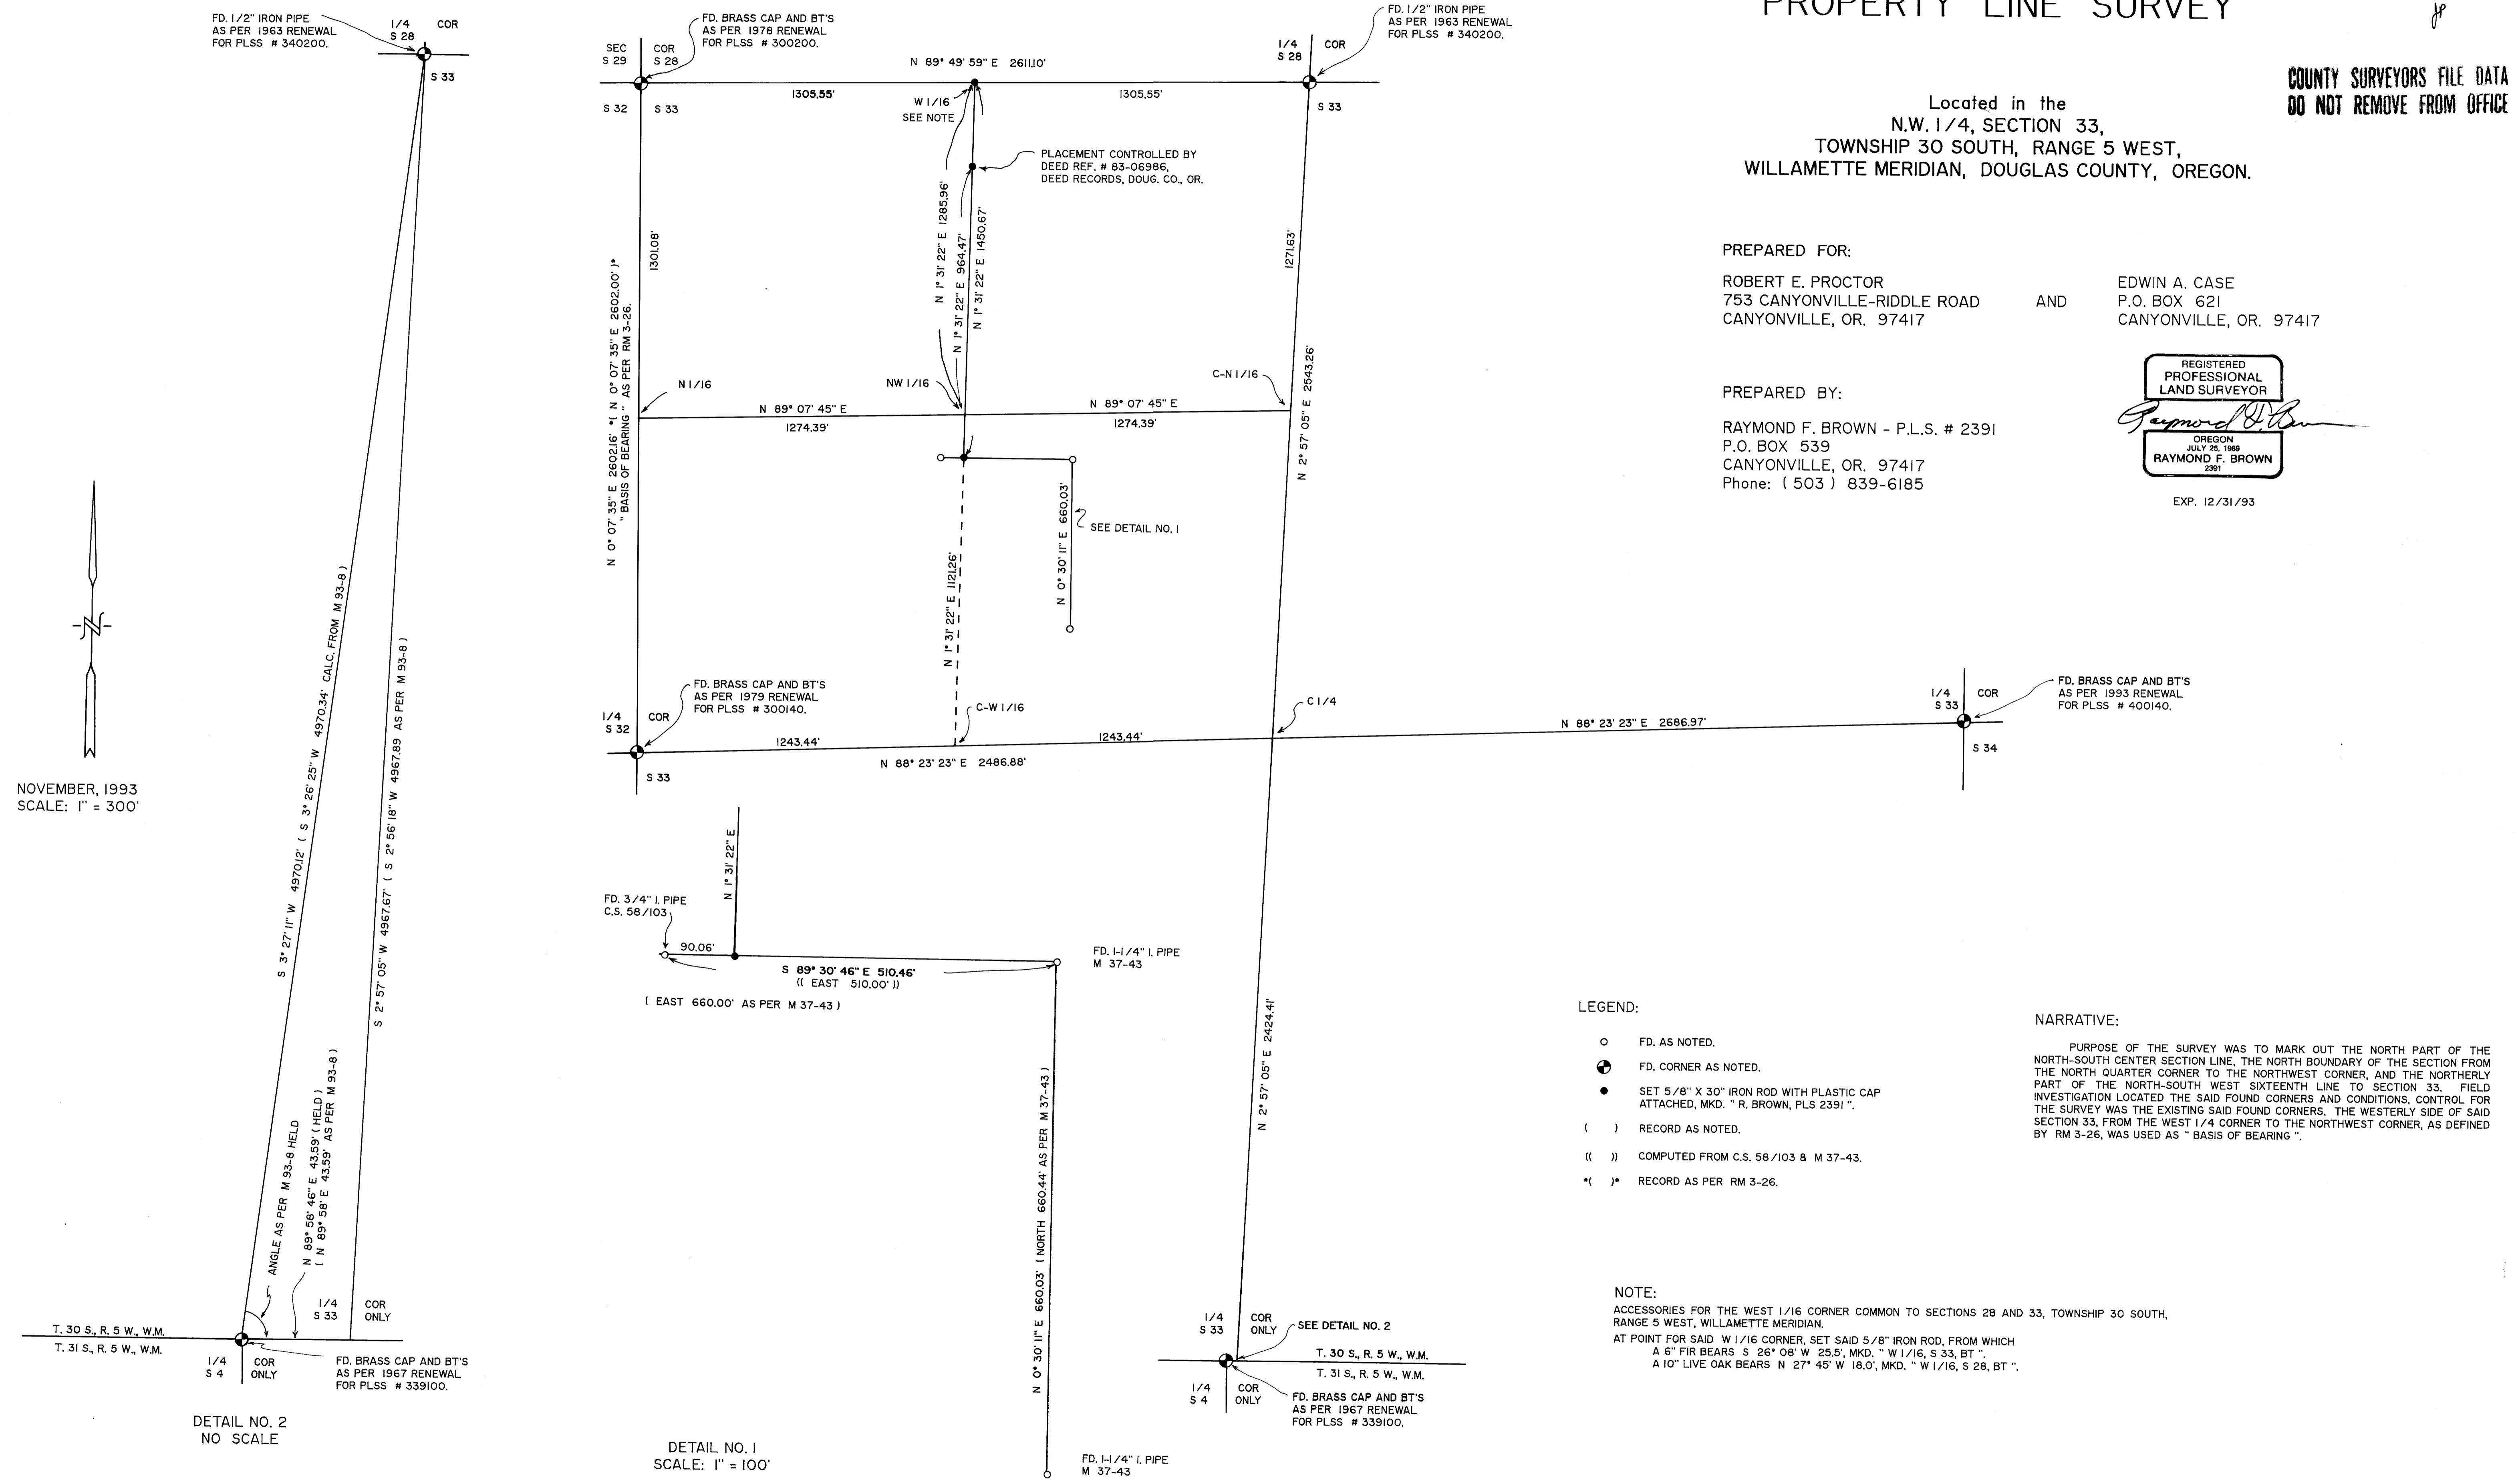 PROPERTY LINE SURVEY
COUNTY SURVEYORS FILE DATA
DO NOT REMOVE FROM OFFICE
Located in the
N.W. 1/4, SECTION 33,
TOWNSHIP 30 SOUTH, RANGE 5 WEST,
WILLAMETTE MERIDIAN, DOUGLAS COUNTY, OREGON.
PREPARED FOR:
ROBERT E. PROCTOR
753 CANYONVILLE-RIDDLE ROAD
CANYONVILLE, OR. 97417
AND
EDWIN A. CASE
P.O. BOX 621
CANYONVILLE, OR. 97417
PREPARED BY:
RAYMOND F. BROWN - P.L.S. # 2391
P.O. BOX 539
CANYONVILLE, OR. 97417
Phone: ( 503 ) 839-6185
REGISTERED
PROFESSIONAL
LAND SURVEYOR
Raymond F. Brown
OREGON
JULY 25, 1989
RAYMOND F. BROWN
2391
EXP. 12/31/93
FD. 1/2" IRON PIPE
AS PER 1963 RENEWAL
FOR PLSS # 340200.
1/4 COR
S 28
S 33
S 3° 27' 11" W 4970.12' ( S 3° 26' 25" W 4970.34' CALC. FROM M 93-8 )
S 2° 57' 05" W 4967.67' ( S 2° 56' 18" W 4967.89 AS PER M 93-8 )
ANGLE AS PER M 93-8 HELD
N 89° 58' 46" E 43.59' ( HELD )
( N 89° 58' E 43.59' AS PER M 93-8 )
1/4 COR
S 33 ONLY
T. 30 S., R. 5 W., W.M.
T. 31 S., R. 5 W., W.M.
1/4 COR
S 4 ONLY
FD. BRASS CAP AND BT'S
AS PER 1967 RENEWAL
FOR PLSS # 339100.
DETAIL NO. 2
NO SCALE
N
NOVEMBER, 1993
SCALE: 1" = 300'
FD. BRASS CAP AND BT'S
AS PER 1978 RENEWAL
FOR PLSS # 300200.
SEC COR
S 29 S 28
S 32 S 33
N 89° 49' 59" E 2611.10'
1305.55'
1305.55'
W 1/16
SEE NOTE
1/4 COR
S 28
S 33
FD. 1/2" IRON PIPE
AS PER 1963 RENEWAL
FOR PLSS # 340200.
PLACEMENT CONTROLLED BY
DEED REF. # 83-06986,
DEED RECORDS, DOUG. CO., OR.
N 0° 07' 35" E 2602.16' *( N 0° 07' 35" E 2602.00' )*
" BASIS OF BEARING " AS PER RM 3-26.
1301.08'
N 1° 31' 22" E 1285.96'
N 1° 31' 22" E 964.47'
N 1° 31' 22" E 1450.67'
1271.63'
N 2° 57' 05" E 2543.26'
N 1/16
NW 1/16
C-N 1/16
N 89° 07' 45" E
1274.39'
N 89° 07' 45" E
1274.39'
N 0° 30' 11" E 660.03'
SEE DETAIL NO. 1
N 1° 31' 22" E 1121.26'
FD. BRASS CAP AND BT'S
AS PER 1979 RENEWAL
FOR PLSS # 300140.
1/4 COR
S 32
S 33
C-W 1/16
C 1/4
1243.44'
1243.44'
N 88° 23' 23" E 2486.88'
N 88° 23' 23" E 2686.97'
1/4 COR
S 33
S 34
FD. BRASS CAP AND BT'S
AS PER 1993 RENEWAL
FOR PLSS # 400140.
N 2° 57' 05" E 2424.41'
1/4 COR
S 33 ONLY
SEE DETAIL NO. 2
T. 30 S., R. 5 W., W.M.
T. 31 S., R. 5 W., W.M.
1/4 COR
S 4 ONLY
FD. BRASS CAP AND BT'S
AS PER 1967 RENEWAL
FOR PLSS # 339100.
N 1° 31' 22" E
FD. 3/4" I. PIPE
C.S. 58/103
90.06'
S 89° 30' 46" E 510.46'
(( EAST 510.00' ))
( EAST 660.00' AS PER M 37-43 )
FD. 1-1/4" I. PIPE
M 37-43
N 0° 30' 11" E 660.03' ( NORTH 660.44' AS PER M 37-43 )
FD. 1-1/4" I. PIPE
M 37-43
DETAIL NO. 1
SCALE: 1" = 100'
LEGEND:
FD. AS NOTED.
FD. CORNER AS NOTED.
SET 5/8" X 30" IRON ROD WITH PLASTIC CAP
ATTACHED, MKD. " R. BROWN, PLS 2391 ".
( ) RECORD AS NOTED.
(( )) COMPUTED FROM C.S. 58/103 & M 37-43.
*( )* RECORD AS PER RM 3-26.
NARRATIVE:
PURPOSE OF THE SURVEY WAS TO MARK OUT THE NORTH PART OF THE
NORTH-SOUTH CENTER SECTION LINE, THE NORTH BOUNDARY OF THE SECTION FROM
THE NORTH QUARTER CORNER TO THE NORTHWEST CORNER, AND THE NORTHERLY
PART OF THE NORTH-SOUTH WEST SIXTEENTH LINE TO SECTION 33. FIELD
INVESTIGATION LOCATED THE SAID FOUND CORNERS AND CONDITIONS. CONTROL FOR
THE SURVEY WAS THE EXISTING SAID FOUND CORNERS. THE WESTERLY SIDE OF SAID
SECTION 33, FROM THE WEST 1/4 CORNER TO THE NORTHWEST CORNER, AS DEFINED
BY RM 3-26, WAS USED AS " BASIS OF BEARING ".
NOTE:
ACCESSORIES FOR THE WEST 1/16 CORNER COMMON TO SECTIONS 28 AND 33, TOWNSHIP 30 SOUTH,
RANGE 5 WEST, WILLAMETTE MERIDIAN.
AT POINT FOR SAID W 1/16 CORNER, SET SAID 5/8" IRON ROD, FROM WHICH
A 6" FIR BEARS S 26° 08' W 25.5', MKD. " W 1/16, S 33, BT ".
A 10" LIVE OAK BEARS N 27° 45' W 18.0', MKD. " W 1/16, S 28, BT ".